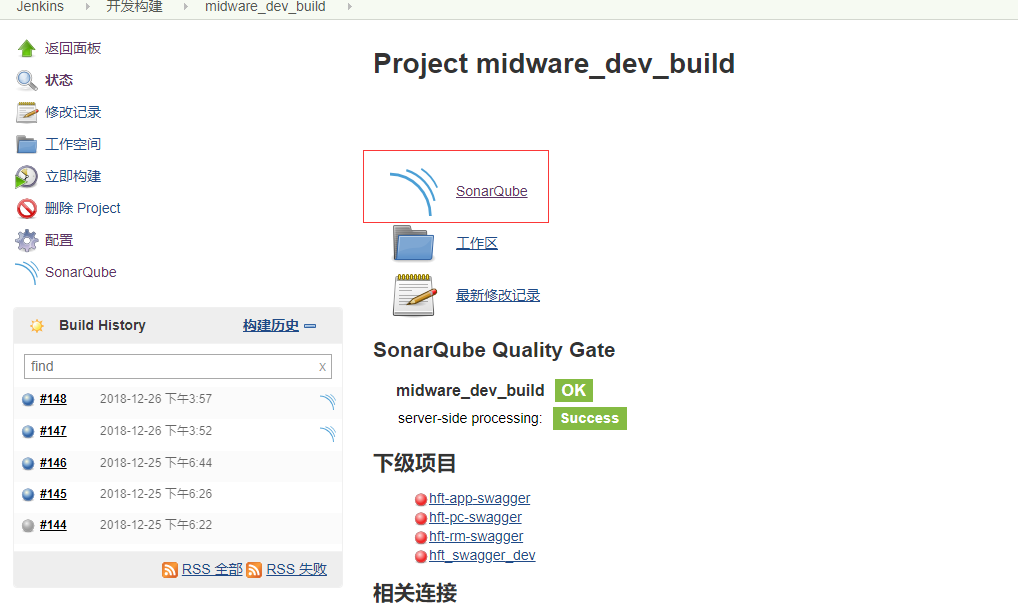 Jenkins 开发构建 midware_dev_build
返回面板
状态
修改记录
工作空间
立即构建
删除 Project
配置
SonarQube
Build History 构建历史
find x
#148 2018-12-26 下午3:57
#147 2018-12-26 下午3:52
#146 2018-12-25 下午6:44
#145 2018-12-25 下午6:26
#144 2018-12-25 下午6:22
RSS 全部 RSS 失败
Project midware_dev_build
SonarQube
工作区
最新修改记录
SonarQube Quality Gate
midware_dev_build OK
server-side processing: Success
下级项目
hft-app-swagger
hft-pc-swagger
hft-rm-swagger
hft_swagger_dev
相关连接